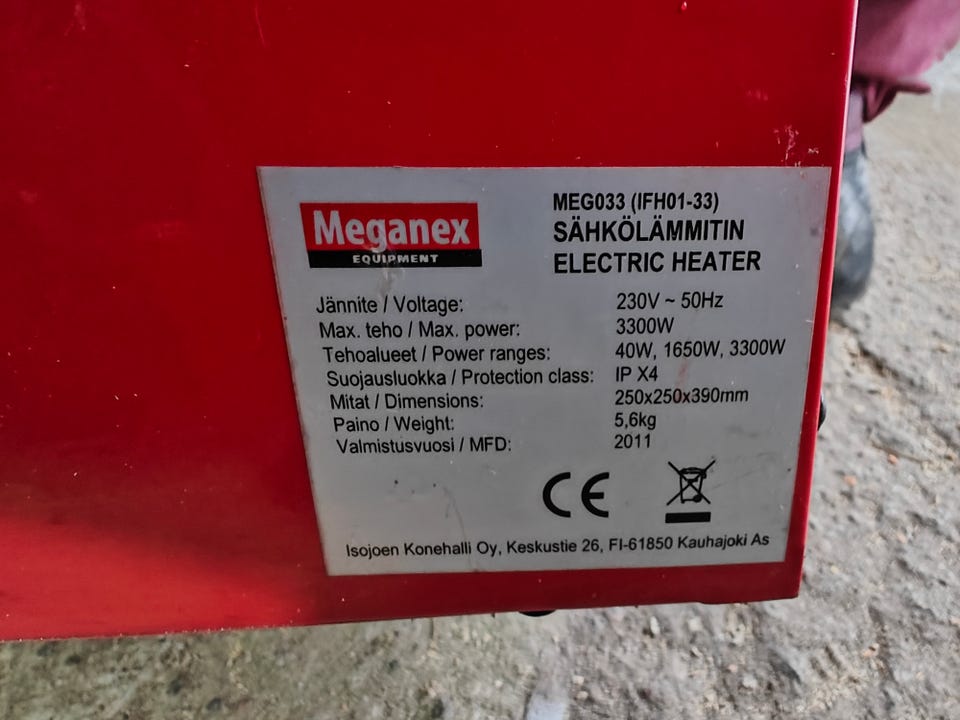 Meganex
EQUIPMENT
MEG033 (IFH01-33)
SÄHKÖLÄMMITIN
ELECTRIC HEATER
Jännite / Voltage: 230V ~ 50Hz
Max. teho / Max. power: 3300W
Tehoalueet / Power ranges: 40W, 1650W, 3300W
Suojausluokka / Protection class: IP X4
Mitat / Dimensions: 250x250x390mm
Paino / Weight: 5,6kg
Valmistusvuosi / MFD: 2011
CE
Isojoen Konehalli Oy, Keskustie 26, FI-61850 Kauhajoki As